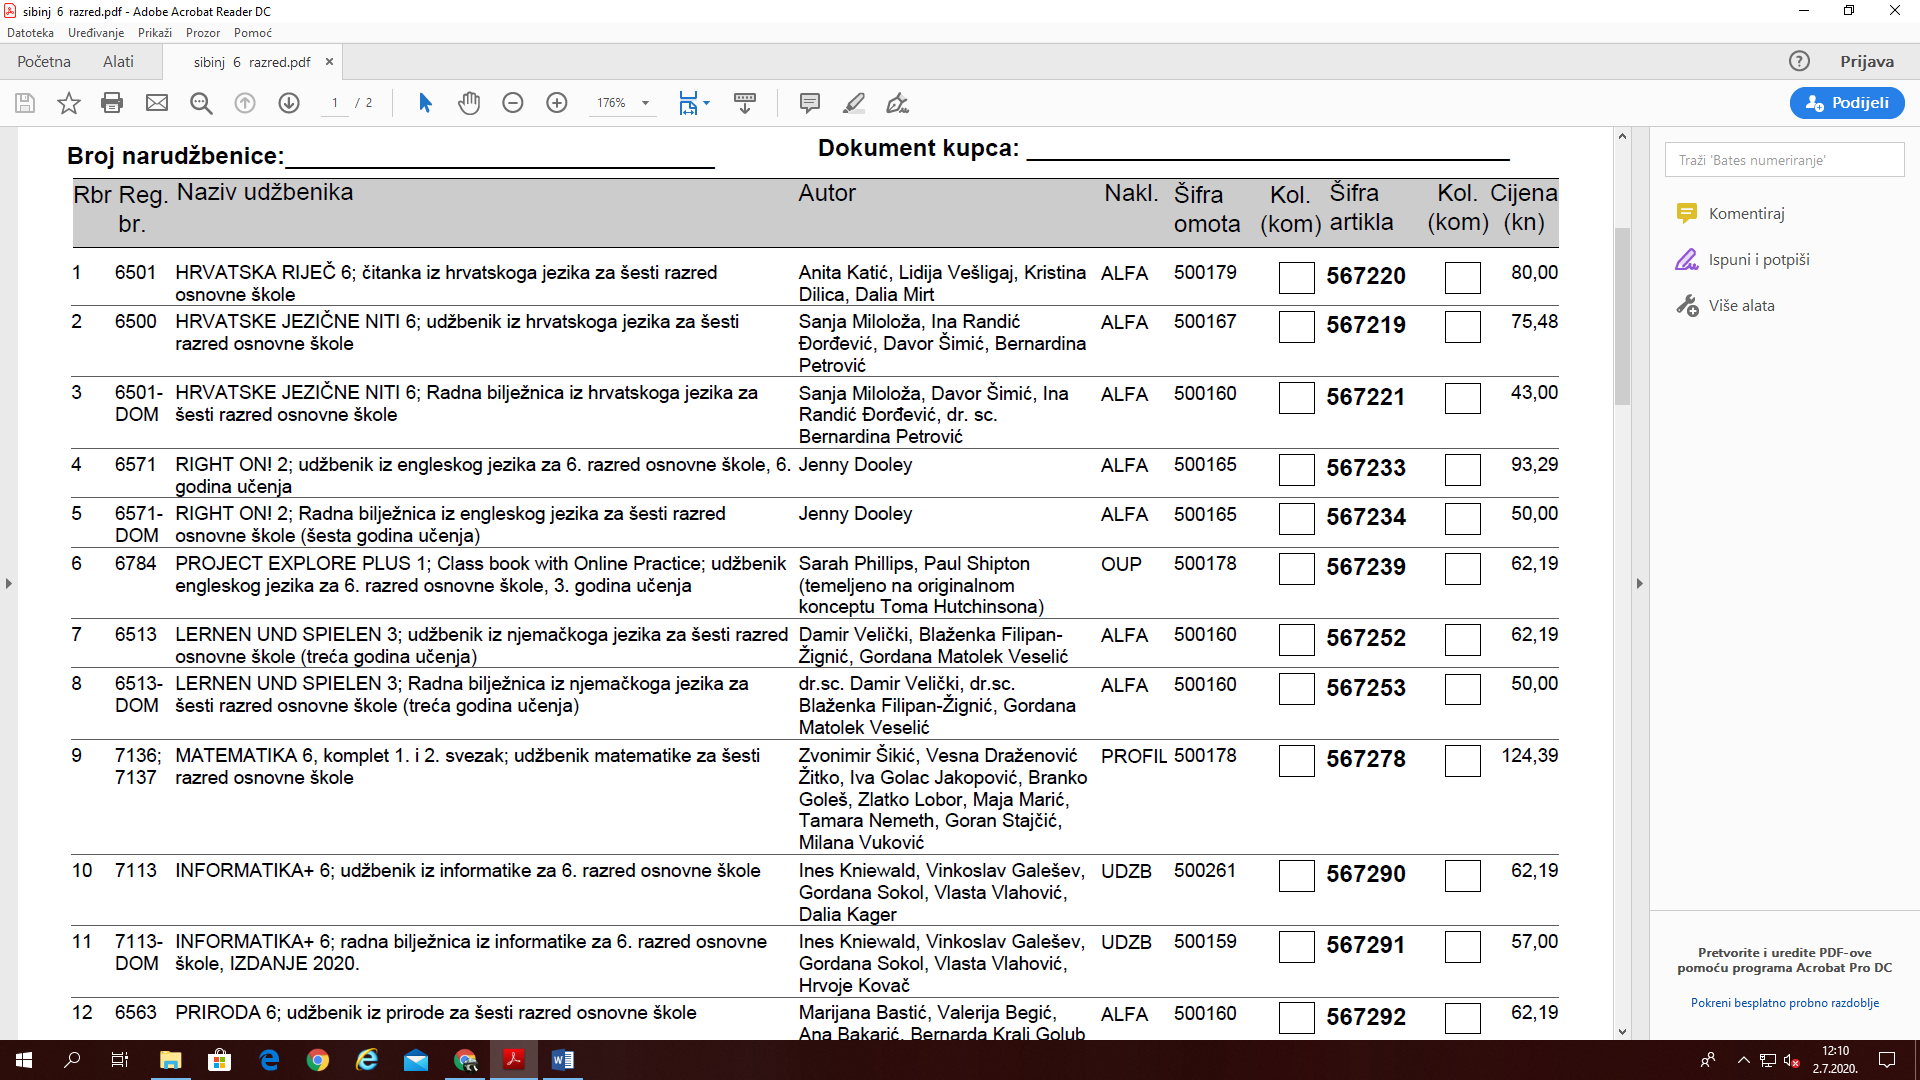 sibinj 6 razred.pdf - Adobe Acrobat Reader DC
Datoteka Uređivanje Prikaži Prozor Pomoć
Početna Alati sibinj 6 razred.pdf × Prijava
1 / 2 176% Podijeli
Broj narudžbenice:________________ Dokument kupca: ________________
Rbr Reg. br. Naziv udžbenika Autor Nakl. Šifra omota Kol. (kom) Šifra artikla Kol. (kom) Cijena (kn)
1 6501 HRVATSKA RIJEČ 6; čitanka iz hrvatskoga jezika za šesti razred Anita Katić, Lidija Vešligaj, Kristina ALFA 500179 567220 80,00
osnovne škole Dilica, Dalia Mirt
2 6500 HRVATSKE JEZIČNE NITI 6; udžbenik iz hrvatskoga jezika za šesti Sanja Miloloža, Ina Randić ALFA 500167 567219 75,48
razred osnovne škole Đorđević, Davor Šimić, Bernardina
Petrović
3 6501- HRVATSKE JEZIČNE NITI 6; Radna bilježnica iz hrvatskoga jezika za Sanja Miloloža, Davor Šimić, Ina ALFA 500160 567221 43,00
DOM šesti razred osnovne škole Randić Đorđević, dr. sc.
Bernardina Petrović
4 6571 RIGHT ON! 2; udžbenik iz engleskog jezika za 6. razred osnovne škole, 6. Jenny Dooley ALFA 500165 567233 93,29
godina učenja
5 6571- RIGHT ON! 2; Radna bilježnica iz engleskog jezika za šesti razred Jenny Dooley ALFA 500165 567234 50,00
DOM osnovne škole (šesta godina učenja)
6 6784 PROJECT EXPLORE PLUS 1; Class book with Online Practice; udžbenik Sarah Phillips, Paul Shipton OUP 500178 567239 62,19
engleskog jezika za 6. razred osnovne škole, 3. godina učenja (temeljeno na originalnom
konceptu Toma Hutchinsona)
7 6513 LERNEN UND SPIELEN 3; udžbenik iz njemačkoga jezika za šesti razred Damir Velički, Blaženka Filipan- ALFA 500160 567252 62,19
osnovne škole (treća godina učenja) Žignić, Gordana Matolek Veselić
8 6513- LERNEN UND SPIELEN 3; Radna bilježnica iz njemačkoga jezika za dr.sc. Damir Velički, dr.sc. ALFA 500160 567253 50,00
DOM šesti razred osnovne škole (treća godina učenja) Blaženka Filipan-Žignić, Gordana
Matolek Veselić
9 7136; MATEMATIKA 6, komplet 1. i 2. svezak; udžbenik matematike za šesti Zvonimir Šikić, Vesna Draženović PROFIL 500178 567278 124,39
7137 razred osnovne škole Žitko, Iva Golac Jakopović, Branko
Goleš, Zlatko Lobor, Maja Marić,
Tamara Nemeth, Goran Stajčić,
Milana Vuković
10 7113 INFORMATIKA+ 6; udžbenik iz informatike za 6. razred osnovne škole Ines Kniewald, Vinkoslav Galešev, UDZB 500261 567290 62,19
Gordana Sokol, Vlasta Vlahović,
Dalia Kager
11 7113- INFORMATIKA+ 6; radna bilježnica iz informatike za 6. razred osnovne Ines Kniewald, Vinkoslav Galešev, UDZB 500159 567291 57,00
DOM škole, IZDANJE 2020. Gordana Sokol, Vlasta Vlahović,
Hrvoje Kovač
12 6563 PRIRODA 6; udžbenik iz prirode za šesti razred osnovne škole Marijana Bastić, Valerija Begić, ALFA 500160 567292 62,19
Ana Bakarić, Bernarda Kralj Golub
Traži 'Bates numeriranje'
Komentiraj
Ispuni i potpiši
Više alata
Pretvorite i uredite PDF-ove
pomoću programa Acrobat Pro DC
Pokreni besplatno probno razdoblje
12:10
2.7.2020.